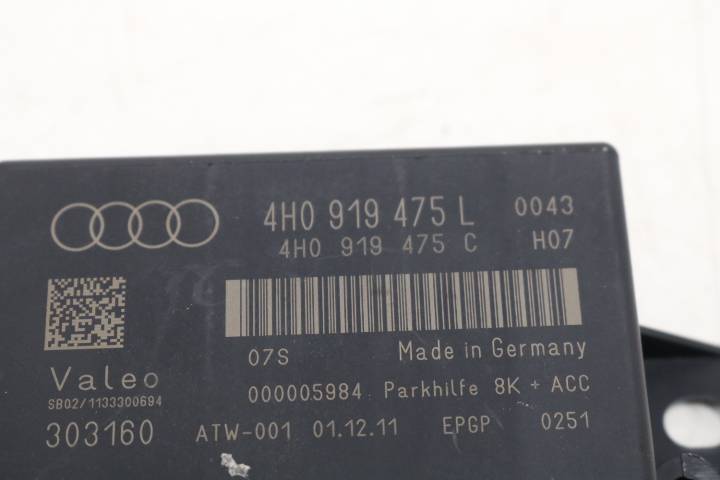 4H0 919 475 L 0043
4H0 919 475 C H07
07S Made in Germany
Valeo 000005984 Parkhilfe 8K + ACC
SB02/1133300694
303160 ATW-001 01.12.11 EPGP 0251